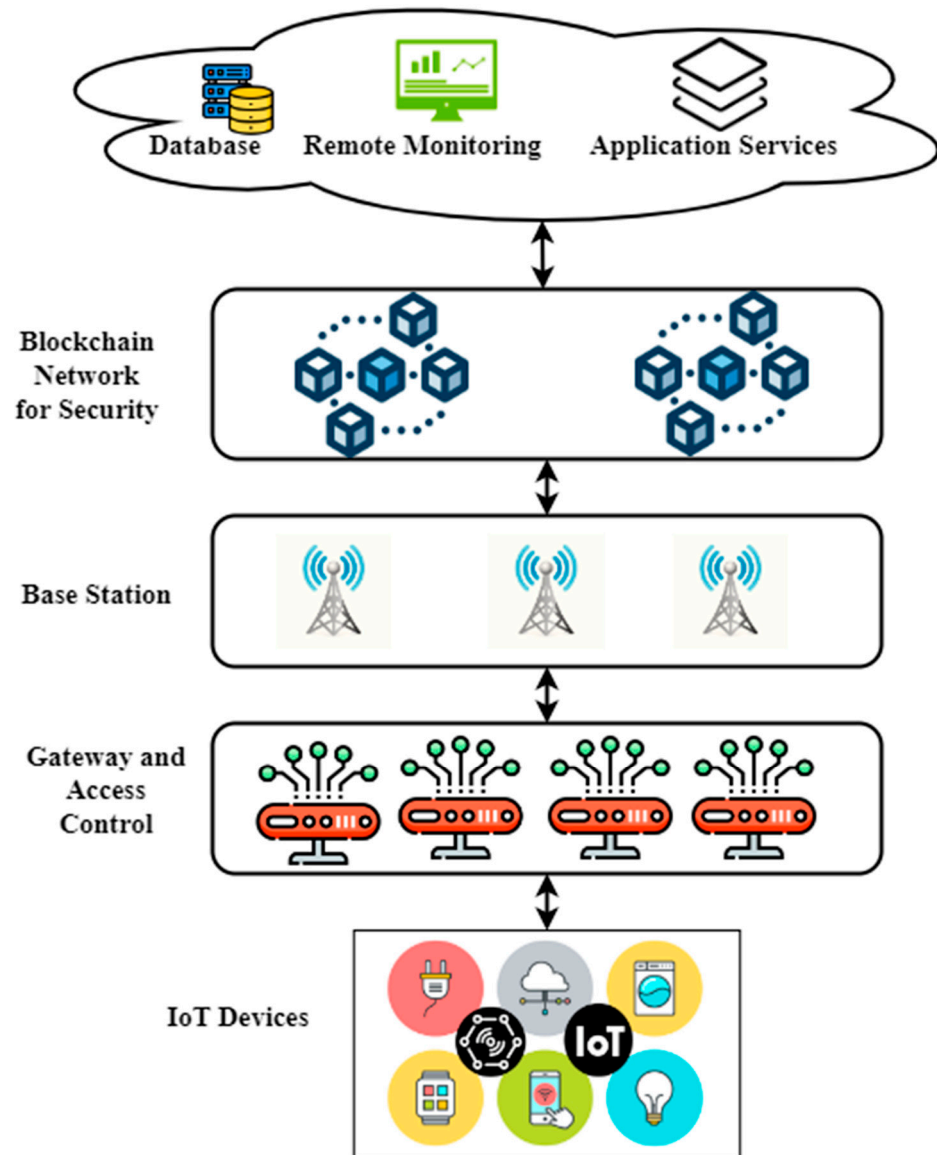 Database
Remote Monitoring
Application Services
Blockchain
Network
for Security
Base Station
Gateway and
Access
Control
IoT Devices
IoT